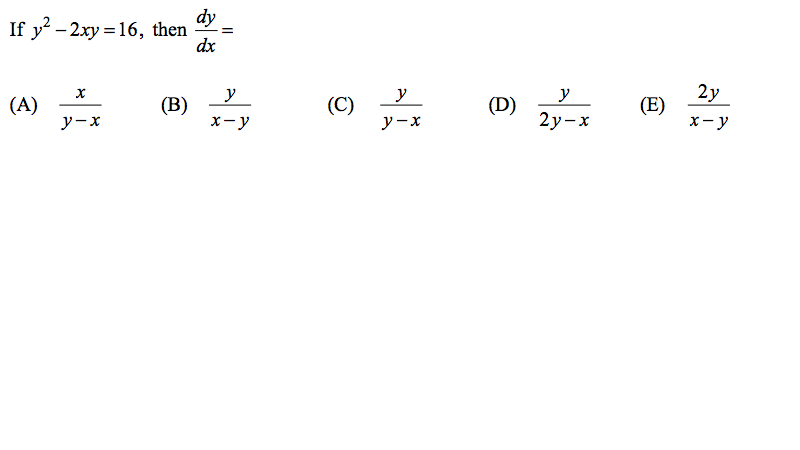 If y² – 2xy = 16, then dy/dx =
(A) x/(y – x) (B) y/(x – y) (C) y/(y – x) (D) y/(2y – x) (E) 2y/(x – y)